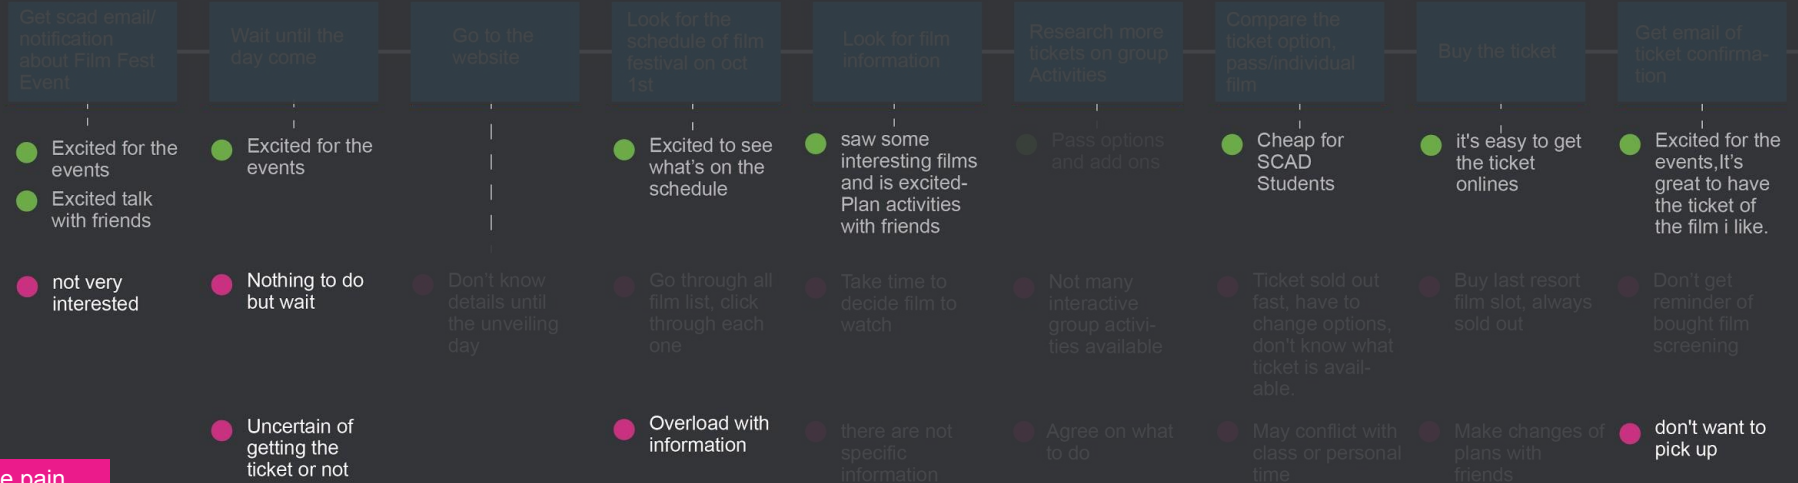 Get scad email/
notification
about Film Fest
Event
Wait until the
day come
Go to the
website
Look for the
schedule of film
festival on oct
1st
Look for film
information
Research more
tickets on group
Activities
Compare the
ticket option,
pass/individual
film
Buy the ticket
Get email of
ticket confirma-
tion
Excited for the
events
Excited talk
with friends
Excited for the
events
Excited to see
what's on the
schedule
saw some
interesting films
and is excited-
Plan activities
with friends
Pass options
and add ons
Cheap for
SCAD
Students
it's easy to get
the ticket
onlines
Excited for the
events,It's
great to have
the ticket of
the film i like.
not very
interested
Nothing to do
but wait
Don't know
details until
the unveiling
day
Go through all
film list, click
through each
one
Take time to
decide film to
watch
Not many
interactive
group activi-
ties available
Ticket sold out
fast, have to
change options,
don't know what
ticket is avail-
able.
Buy last resort
film slot, always
sold out
Don't get
reminder of
bought film
screening
Uncertain of
getting the
ticket or not
Overload with
information
there are not
specific
information
Agree on what
to do
May conflict with
class or personal
time
Make changes of
plans with
friends
don't want to
pick up
e pain